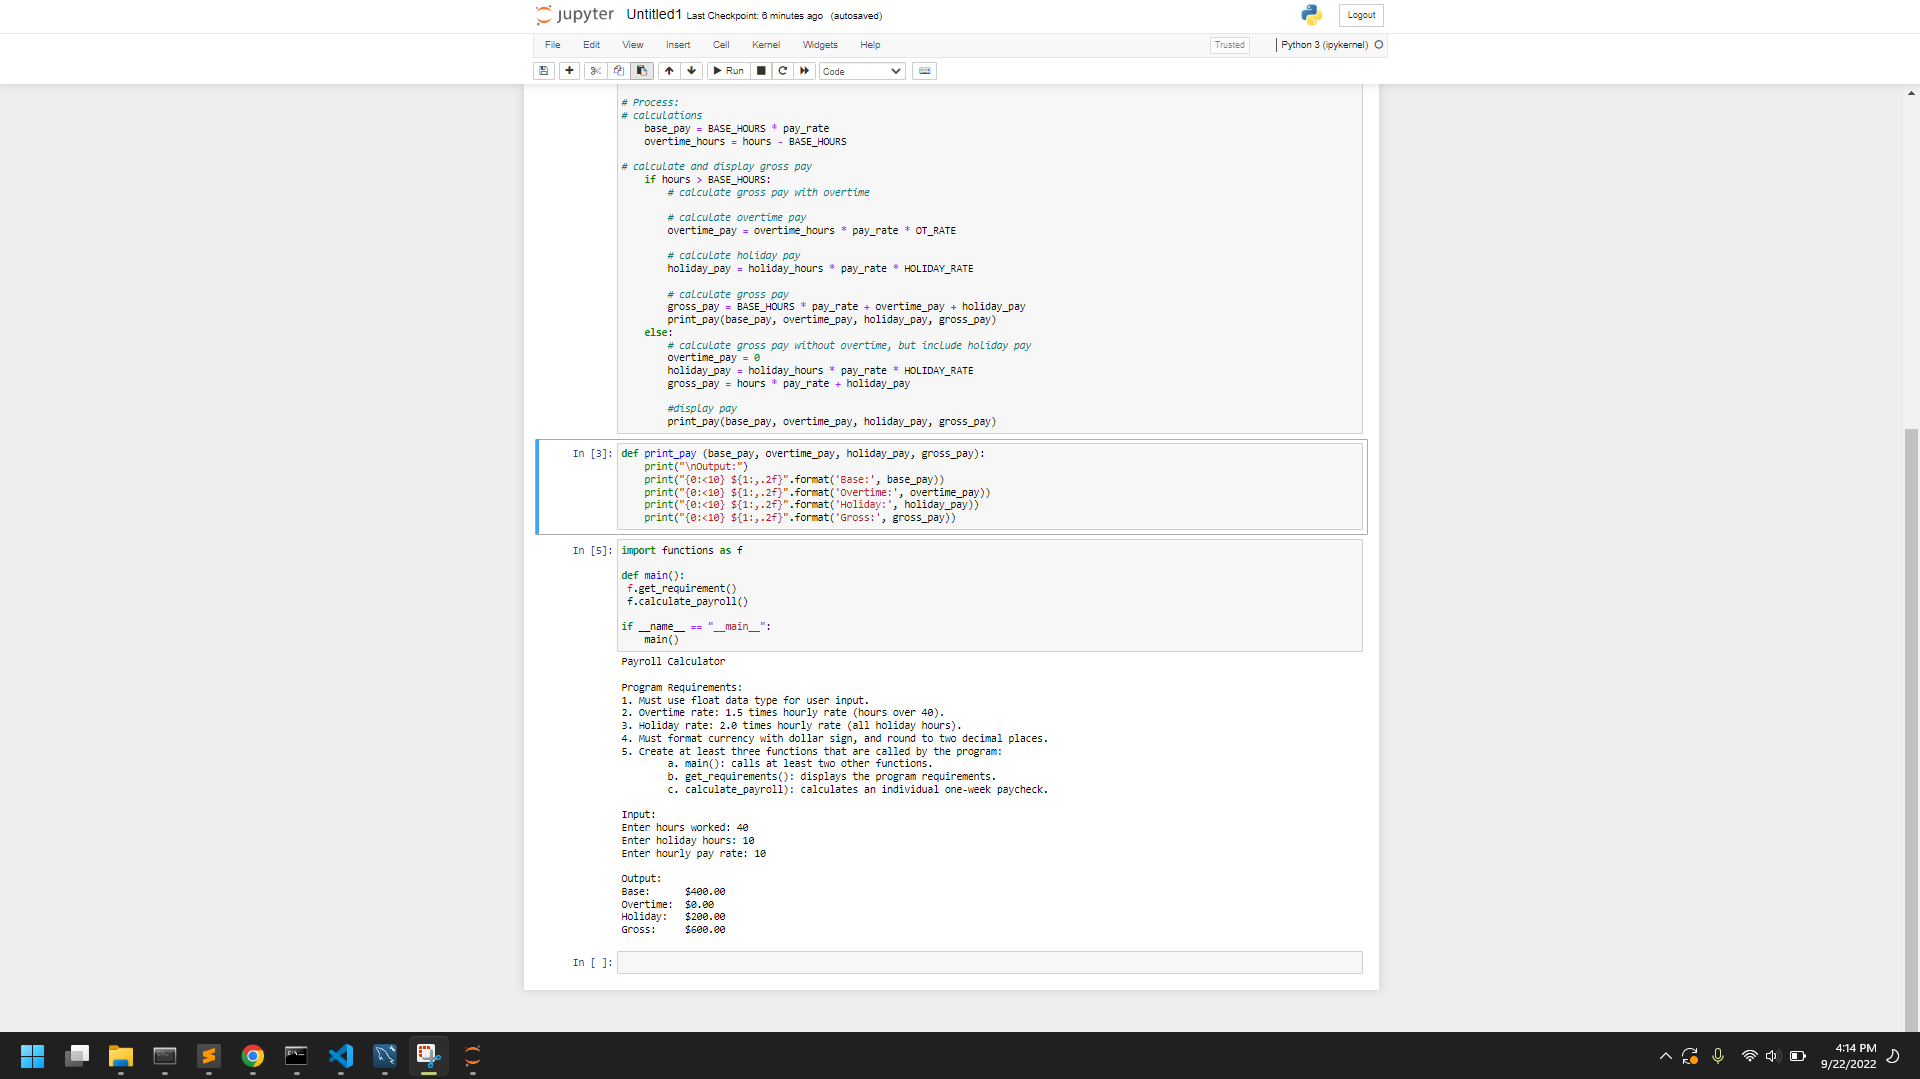 jupyter Untitled1 Last Checkpoint: 6 minutes ago (autosaved)
Logout
File Edit View Insert Cell Kernel Widgets Help
Trusted
Python 3 (ipykernel)
Run
Code
# Process:
# calculations
    base_pay = BASE_HOURS * pay_rate
    overtime_hours = hours - BASE_HOURS
# calculate and display gross pay
    if hours > BASE_HOURS:
        # calculate gross pay with overtime
        # calculate overtime pay
        overtime_pay = overtime_hours * pay_rate * OT_RATE
        # calculate holiday pay
        holiday_pay = holiday_hours * pay_rate * HOLIDAY_RATE
        # calculate gross pay
        gross_pay = BASE_HOURS * pay_rate + overtime_pay + holiday_pay
        print_pay(base_pay, overtime_pay, holiday_pay, gross_pay)
    else:
        # calculate gross pay without overtime, but include holiday pay
        overtime_pay = 0
        holiday_pay = holiday_hours * pay_rate * HOLIDAY_RATE
        gross_pay = hours * pay_rate + holiday_pay
        #display pay
        print_pay(base_pay, overtime_pay, holiday_pay, gross_pay)
In [3]: def print_pay (base_pay, overtime_pay, holiday_pay, gross_pay):
    print("\nOutput:")
    print("{0:<10} ${1:,.2f}".format('Base:', base_pay))
    print("{0:<10} ${1:,.2f}".format('Overtime:', overtime_pay))
    print("{0:<10} ${1:,.2f}".format('Holiday:', holiday_pay))
    print("{0:<10} ${1:,.2f}".format('Gross:', gross_pay))
In [5]: import functions as f
def main():
 f.get_requirement()
 f.calculate_payroll()
if __name__ == "__main__":
    main()
Payroll Calculator
Program Requirements:
1. Must use float data type for user input.
2. Overtime rate: 1.5 times hourly rate (hours over 40).
3. Holiday rate: 2.0 times hourly rate (all holiday hours).
4. Must format currency with dollar sign, and round to two decimal places.
5. Create at least three functions that are called by the program:
        a. main(): calls at least two other functions.
        b. get_requirements(): displays the program requirements.
        c. calculate_payroll): calculates an individual one-week paycheck.
Input:
Enter hours worked: 40
Enter holiday hours: 10
Enter hourly pay rate: 10
Output:
Base:      $400.00
Overtime:  $0.00
Holiday:   $200.00
Gross:     $600.00
In [ ]:
4:14 PM
9/22/2022